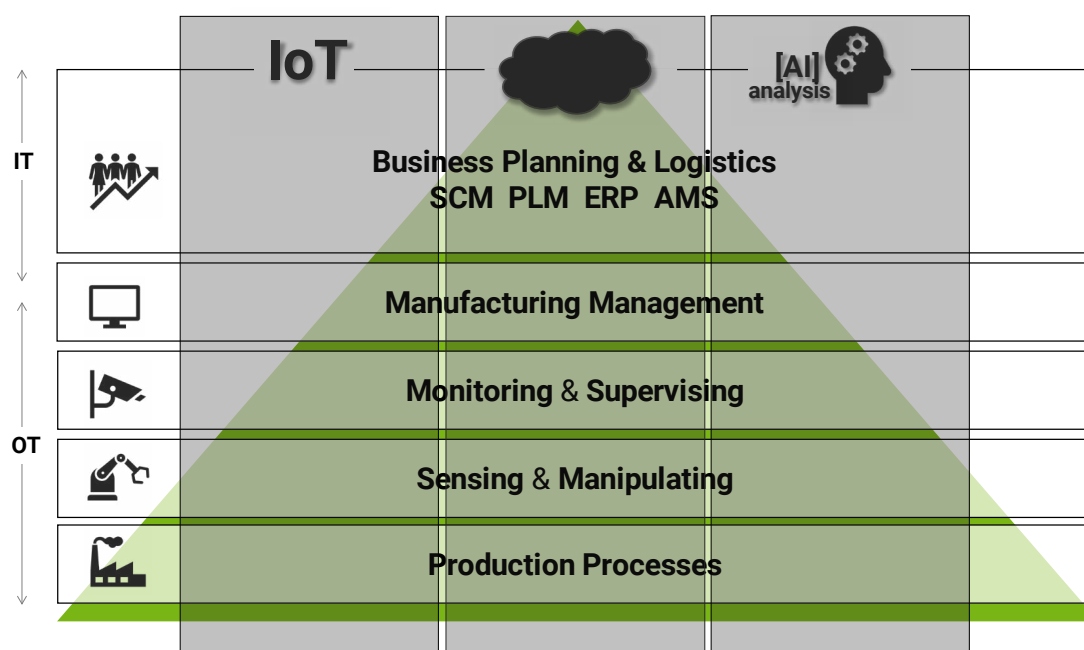 IoT
[AI]
analysis
IT
Business Planning & Logistics
SCM PLM ERP AMS
Manufacturing Management
Monitoring & Supervising
OT
Sensing & Manipulating
Production Processes